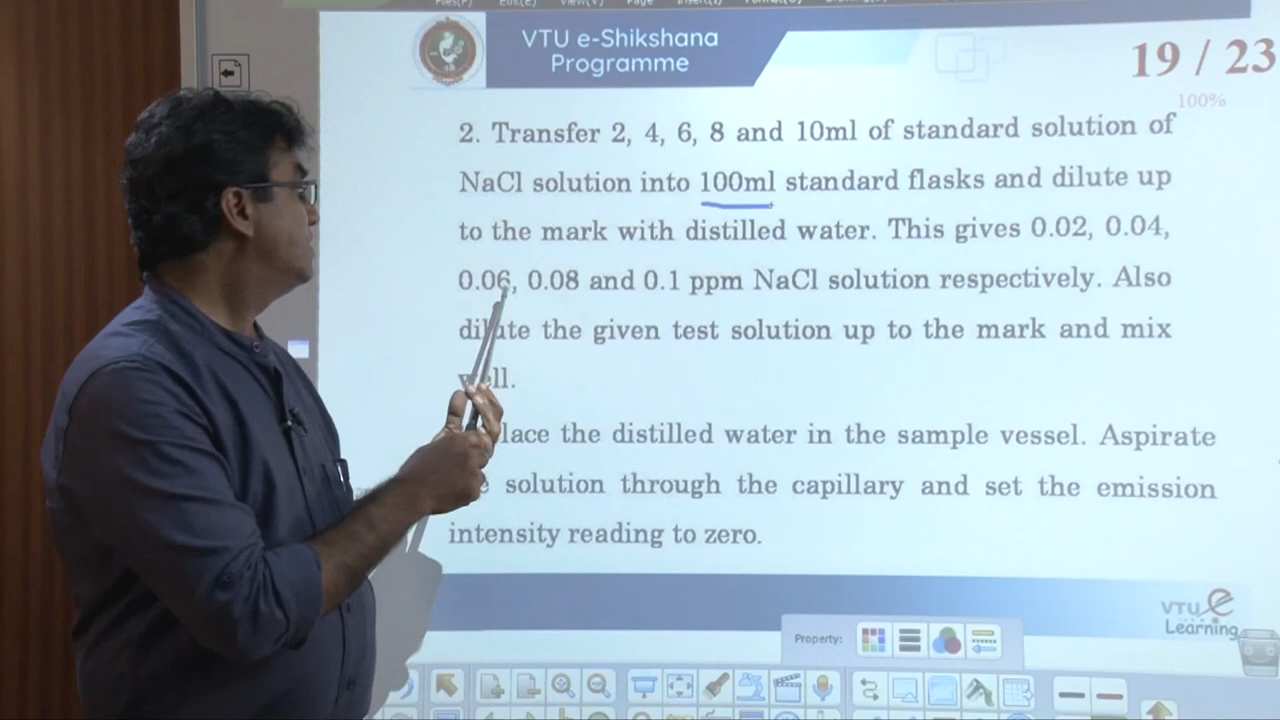 VTU e-Shikshana
Programme
19 / 23
100%
2. Transfer 2, 4, 6, 8 and 10ml of standard solution of
NaCl solution into 100ml standard flasks and dilute up
to the mark with distilled water. This gives 0.02, 0.04,
0.06, 0.08 and 0.1 ppm NaCl solution respectively. Also
dilute the given test solution up to the mark and mix
well.
lace the distilled water in the sample vessel. Aspirate
solution through the capillary and set the emission
intensity reading to zero.
VTU e
Learning
Property: